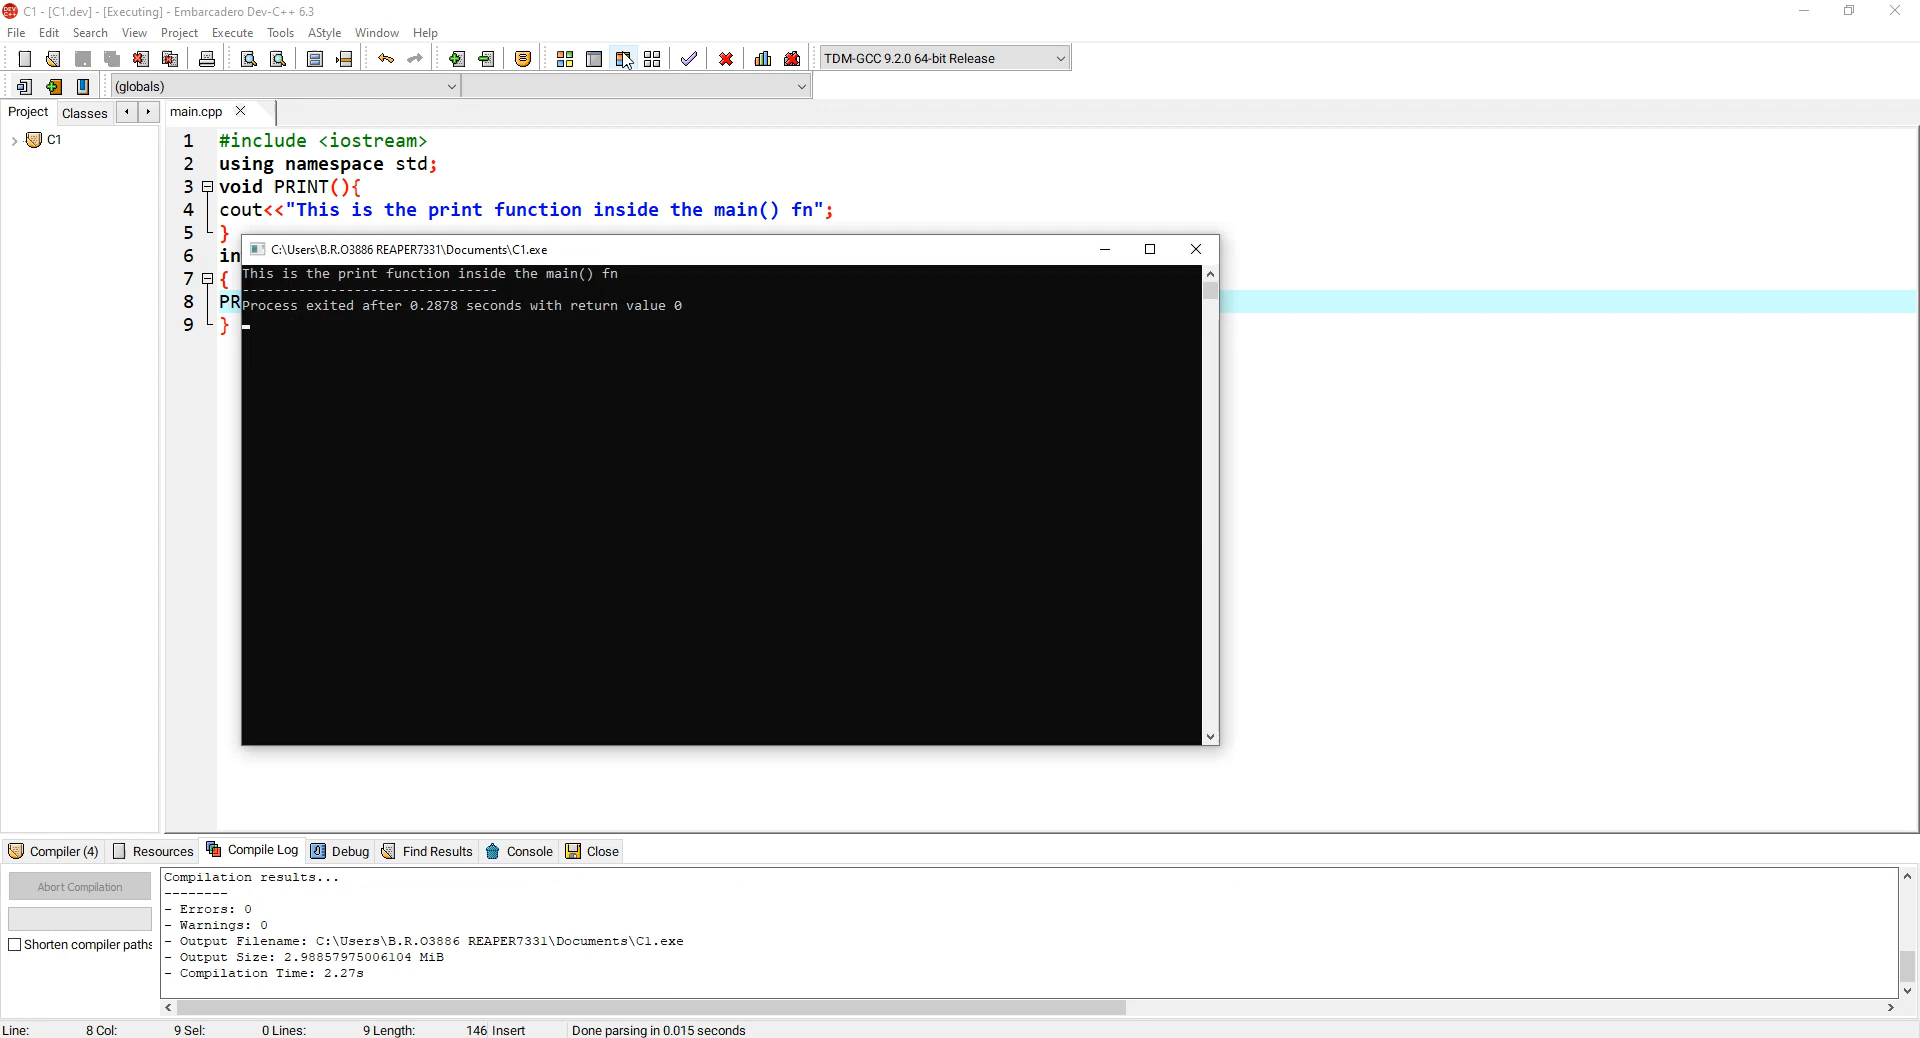 C1 - [C1.dev] - [Executing] - Embarcadero Dev-C++ 6.3
File Edit Search View Project Execute Tools AStyle Window Help
TDM-GCC 9.2.0 64-bit Release
(globals)
Project Classes main.cpp
C1
1 #include <iostream>
2 using namespace std;
3 void PRINT(){
4 cout<<"This is the print function inside the main() fn";
5 }
6 in
7 {
8 PR
9 }
C:\Users\B.R.O3886 REAPER7331\Documents\C1.exe
This is the print function inside the main() fn
--------------------------------
Process exited after 0.2878 seconds with return value 0
Compiler (4) Resources Compile Log Debug Find Results Console Close
Abort Compilation
Shorten compiler paths
Compilation results...
--------
- Errors: 0
- Warnings: 0
- Output Filename: C:\Users\B.R.O3886 REAPER7331\Documents\C1.exe
- Output Size: 2.98857975006104 MiB
- Compilation Time: 2.27s
Line: 8 Col: 9 Sel: 0 Lines: 9 Length: 146 Insert Done parsing in 0.015 seconds